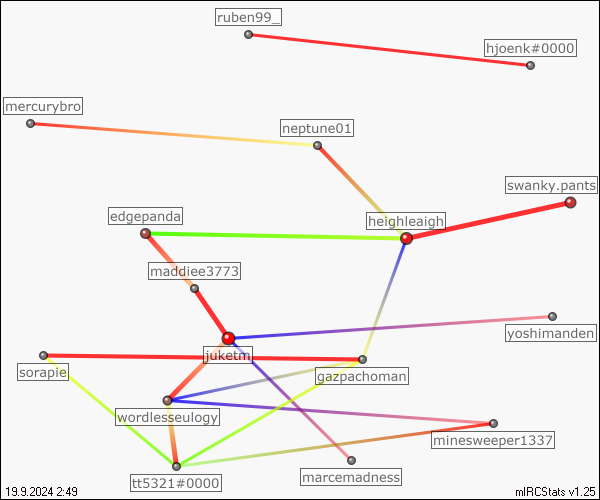 ruben99_
hjoenk#0000
mercurybro
neptune01
swanky.pants
edgepanda
heighleaigh
maddiee3773
yoshimanden
juketm
sorapie
gazpachoman
wordlesseulogy
minesweeper1337
marcemadness
tt5321#0000
19.9.2024 2:49
mIRCStats v1.25